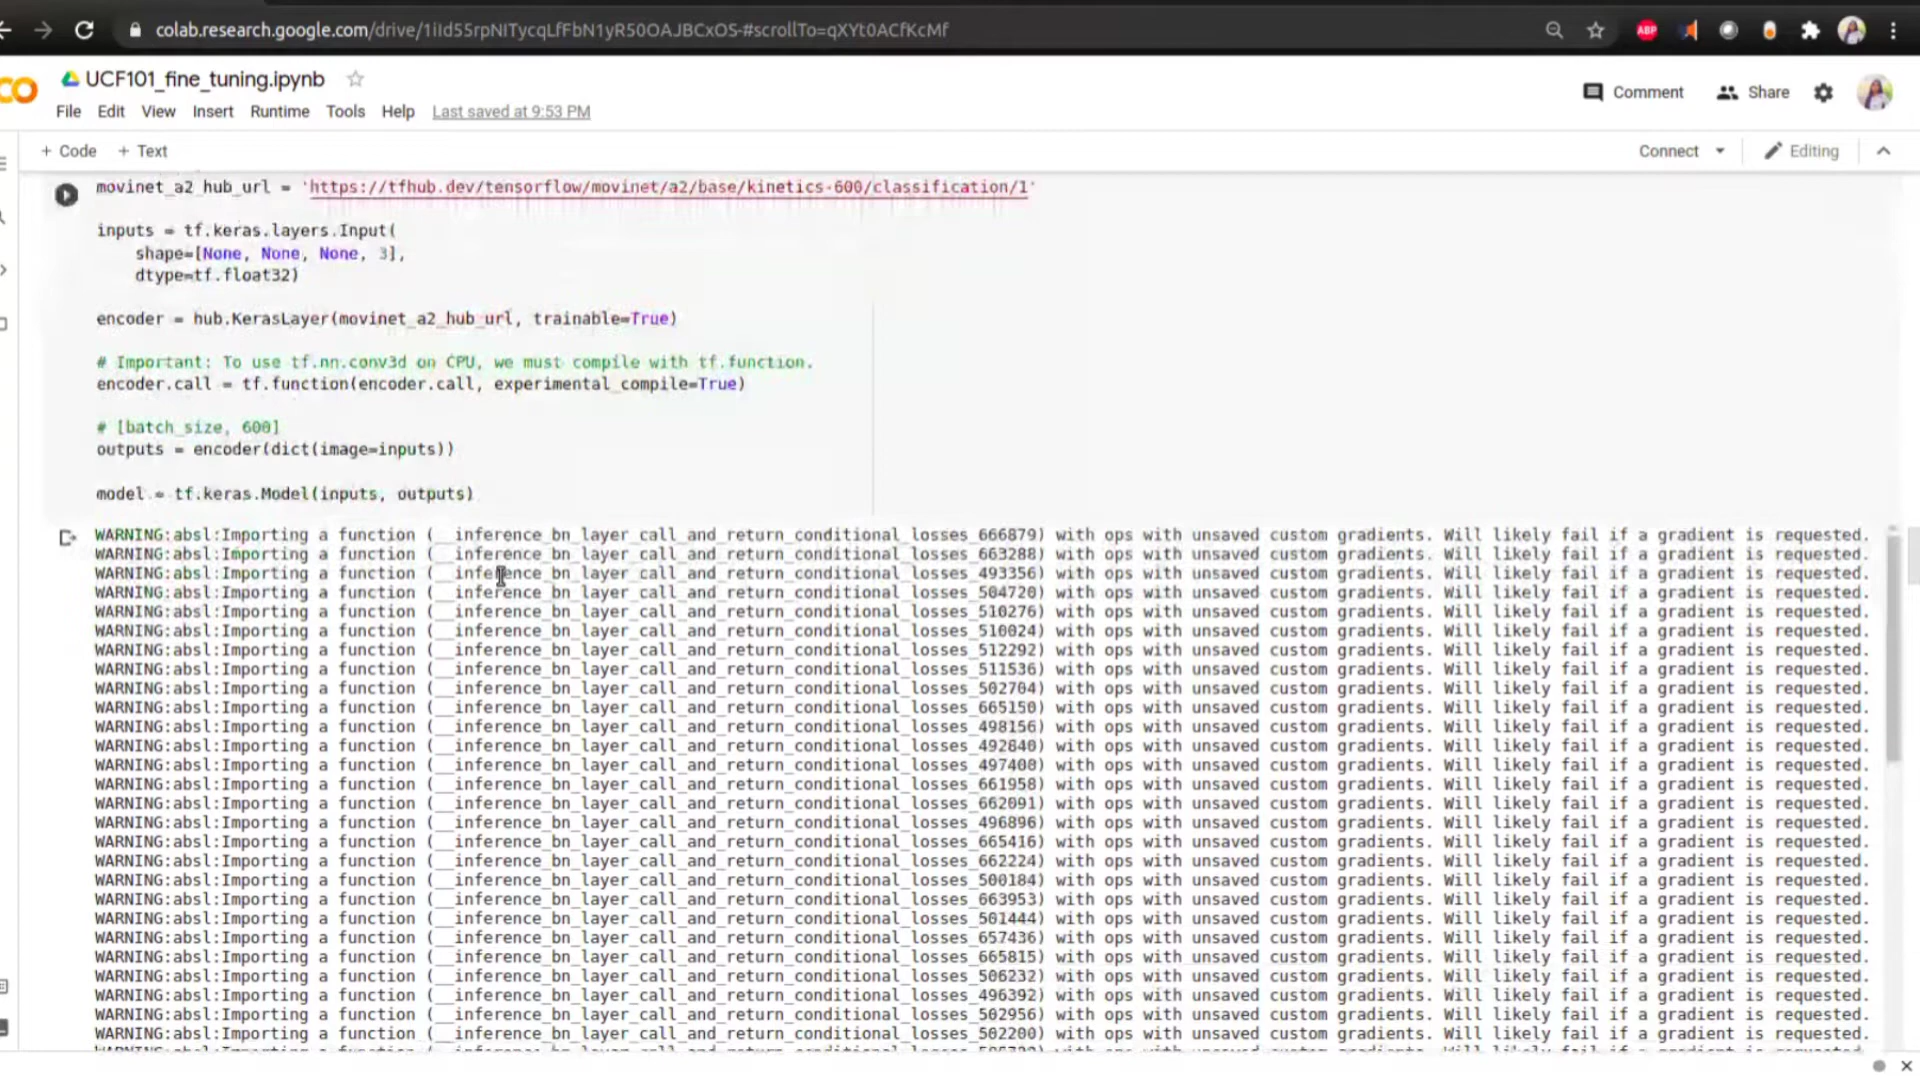 colab.research.google.com/drive/1iId55rpNITycqLfFbN1yR50OAJBCxOS-#scrollTo=qXYt0ACfKcMf
ABP
CO
UCF101_fine_tuning.ipynb
File Edit View Insert Runtime Tools Help Last saved at 9:53 PM
Comment Share
+ Code + Text
Connect Editing
movinet_a2_hub_url = 'https://tfhub.dev/tensorflow/movinet/a2/base/kinetics-600/classification/1'
inputs = tf.keras.layers.Input(
shape=[None, None, None, 3],
dtype=tf.float32)
encoder = hub.KerasLayer(movinet_a2_hub_url, trainable=True)
# Important: To use tf.nn.conv3d on CPU, we must compile with tf.function.
encoder.call = tf.function(encoder.call, experimental_compile=True)
# [batch_size, 600]
outputs = encoder(dict(image=inputs))
model = tf.keras.Model(inputs, outputs)
WARNING:absl:Importing a function (__inference_bn_layer_call_and_return_conditional_losses_666879) with ops with unsaved custom gradients. Will likely fail if a gradient is requested.
WARNING:absl:Importing a function (__inference_bn_layer_call_and_return_conditional_losses_663288) with ops with unsaved custom gradients. Will likely fail if a gradient is requested.
WARNING:absl:Importing a function (__inference_bn_layer_call_and_return_conditional_losses_493356) with ops with unsaved custom gradients. Will likely fail if a gradient is requested.
WARNING:absl:Importing a function (__inference_bn_layer_call_and_return_conditional_losses_504720) with ops with unsaved custom gradients. Will likely fail if a gradient is requested.
WARNING:absl:Importing a function (__inference_bn_layer_call_and_return_conditional_losses_510276) with ops with unsaved custom gradients. Will likely fail if a gradient is requested.
WARNING:absl:Importing a function (__inference_bn_layer_call_and_return_conditional_losses_510024) with ops with unsaved custom gradients. Will likely fail if a gradient is requested.
WARNING:absl:Importing a function (__inference_bn_layer_call_and_return_conditional_losses_512292) with ops with unsaved custom gradients. Will likely fail if a gradient is requested.
WARNING:absl:Importing a function (__inference_bn_layer_call_and_return_conditional_losses_511536) with ops with unsaved custom gradients. Will likely fail if a gradient is requested.
WARNING:absl:Importing a function (__inference_bn_layer_call_and_return_conditional_losses_502704) with ops with unsaved custom gradients. Will likely fail if a gradient is requested.
WARNING:absl:Importing a function (__inference_bn_layer_call_and_return_conditional_losses_665150) with ops with unsaved custom gradients. Will likely fail if a gradient is requested.
WARNING:absl:Importing a function (__inference_bn_layer_call_and_return_conditional_losses_498156) with ops with unsaved custom gradients. Will likely fail if a gradient is requested.
WARNING:absl:Importing a function (__inference_bn_layer_call_and_return_conditional_losses_492840) with ops with unsaved custom gradients. Will likely fail if a gradient is requested.
WARNING:absl:Importing a function (__inference_bn_layer_call_and_return_conditional_losses_497400) with ops with unsaved custom gradients. Will likely fail if a gradient is requested.
WARNING:absl:Importing a function (__inference_bn_layer_call_and_return_conditional_losses_661958) with ops with unsaved custom gradients. Will likely fail if a gradient is requested.
WARNING:absl:Importing a function (__inference_bn_layer_call_and_return_conditional_losses_662091) with ops with unsaved custom gradients. Will likely fail if a gradient is requested.
WARNING:absl:Importing a function (__inference_bn_layer_call_and_return_conditional_losses_496896) with ops with unsaved custom gradients. Will likely fail if a gradient is requested.
WARNING:absl:Importing a function (__inference_bn_layer_call_and_return_conditional_losses_665416) with ops with unsaved custom gradients. Will likely fail if a gradient is requested.
WARNING:absl:Importing a function (__inference_bn_layer_call_and_return_conditional_losses_662224) with ops with unsaved custom gradients. Will likely fail if a gradient is requested.
WARNING:absl:Importing a function (__inference_bn_layer_call_and_return_conditional_losses_500184) with ops with unsaved custom gradients. Will likely fail if a gradient is requested.
WARNING:absl:Importing a function (__inference_bn_layer_call_and_return_conditional_losses_663953) with ops with unsaved custom gradients. Will likely fail if a gradient is requested.
WARNING:absl:Importing a function (__inference_bn_layer_call_and_return_conditional_losses_501444) with ops with unsaved custom gradients. Will likely fail if a gradient is requested.
WARNING:absl:Importing a function (__inference_bn_layer_call_and_return_conditional_losses_657436) with ops with unsaved custom gradients. Will likely fail if a gradient is requested.
WARNING:absl:Importing a function (__inference_bn_layer_call_and_return_conditional_losses_665815) with ops with unsaved custom gradients. Will likely fail if a gradient is requested.
WARNING:absl:Importing a function (__inference_bn_layer_call_and_return_conditional_losses_506232) with ops with unsaved custom gradients. Will likely fail if a gradient is requested.
WARNING:absl:Importing a function (__inference_bn_layer_call_and_return_conditional_losses_496392) with ops with unsaved custom gradients. Will likely fail if a gradient is requested.
WARNING:absl:Importing a function (__inference_bn_layer_call_and_return_conditional_losses_502956) with ops with unsaved custom gradients. Will likely fail if a gradient is requested.
WARNING:absl:Importing a function (__inference_bn_layer_call_and_return_conditional_losses_502200) with ops with unsaved custom gradients. Will likely fail if a gradient is requested.